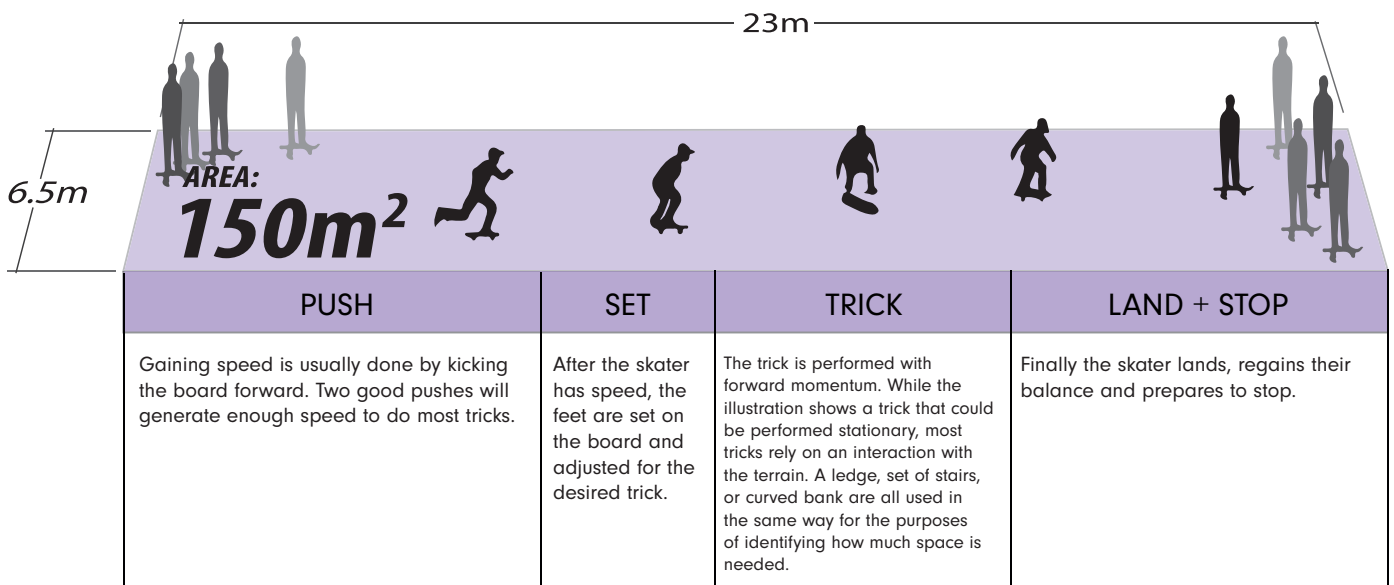 23m
6.5m
AREA:
150m²
PUSH
Gaining speed is usually done by kicking
the board forward. Two good pushes will
generate enough speed to do most tricks.
SET
After the skater
has speed, the
feet are set on
the board and
adjusted for the
desired trick.
TRICK
The trick is performed with
forward momentum. While the
illustration shows a trick that could
be performed stationary, most
tricks rely on an interaction with
the terrain. A ledge, set of stairs,
or curved bank are all used in
the same way for the purposes
of identifying how much space is
needed.
LAND + STOP
Finally the skater lands, regains their
balance and prepares to stop.